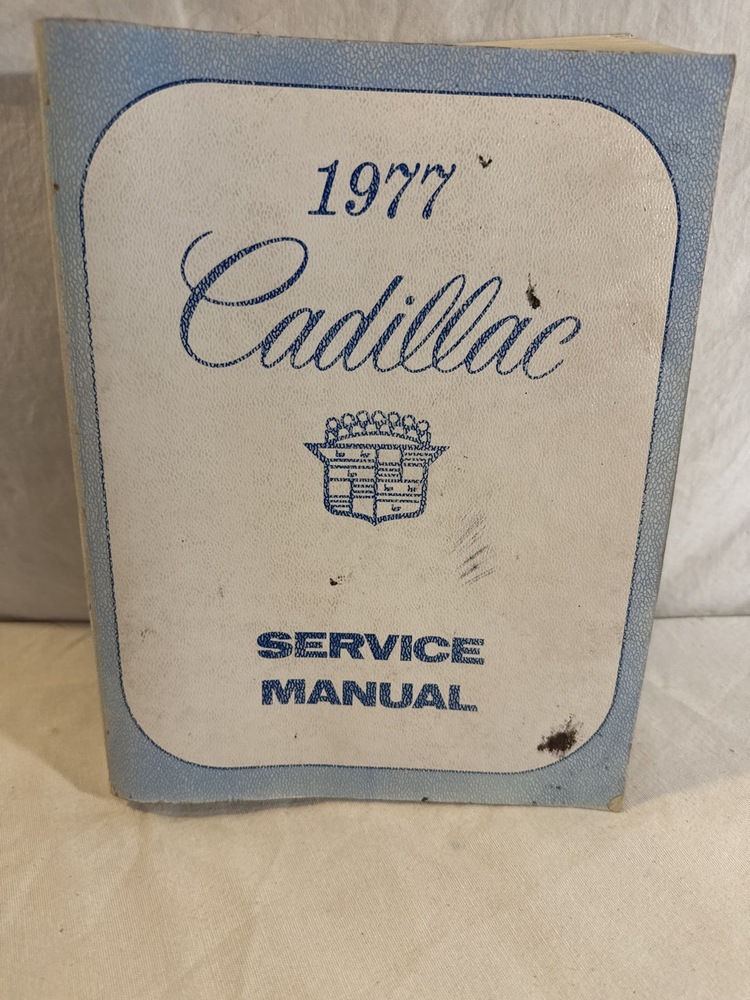 1977
Cadillac
SERVICE
MANUAL